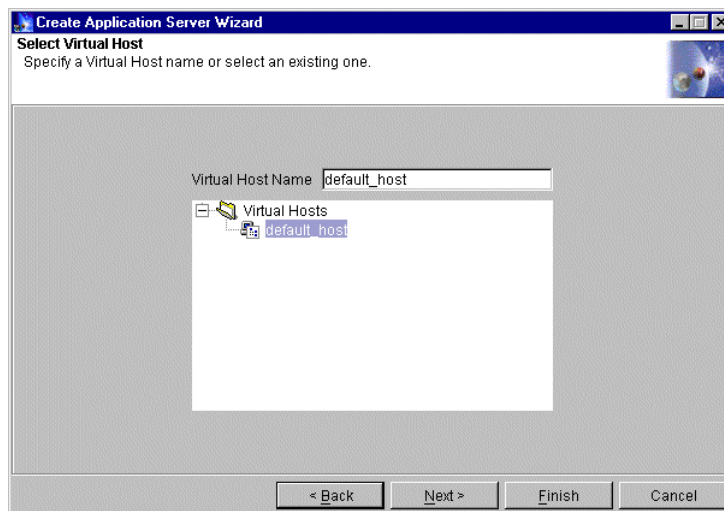 Create Application Server Wizard
Select Virtual Host
Specify a Virtual Host name or select an existing one.
Virtual Host Name default_host
Virtual Hosts
default_host
< Back Next > Finish Cancel